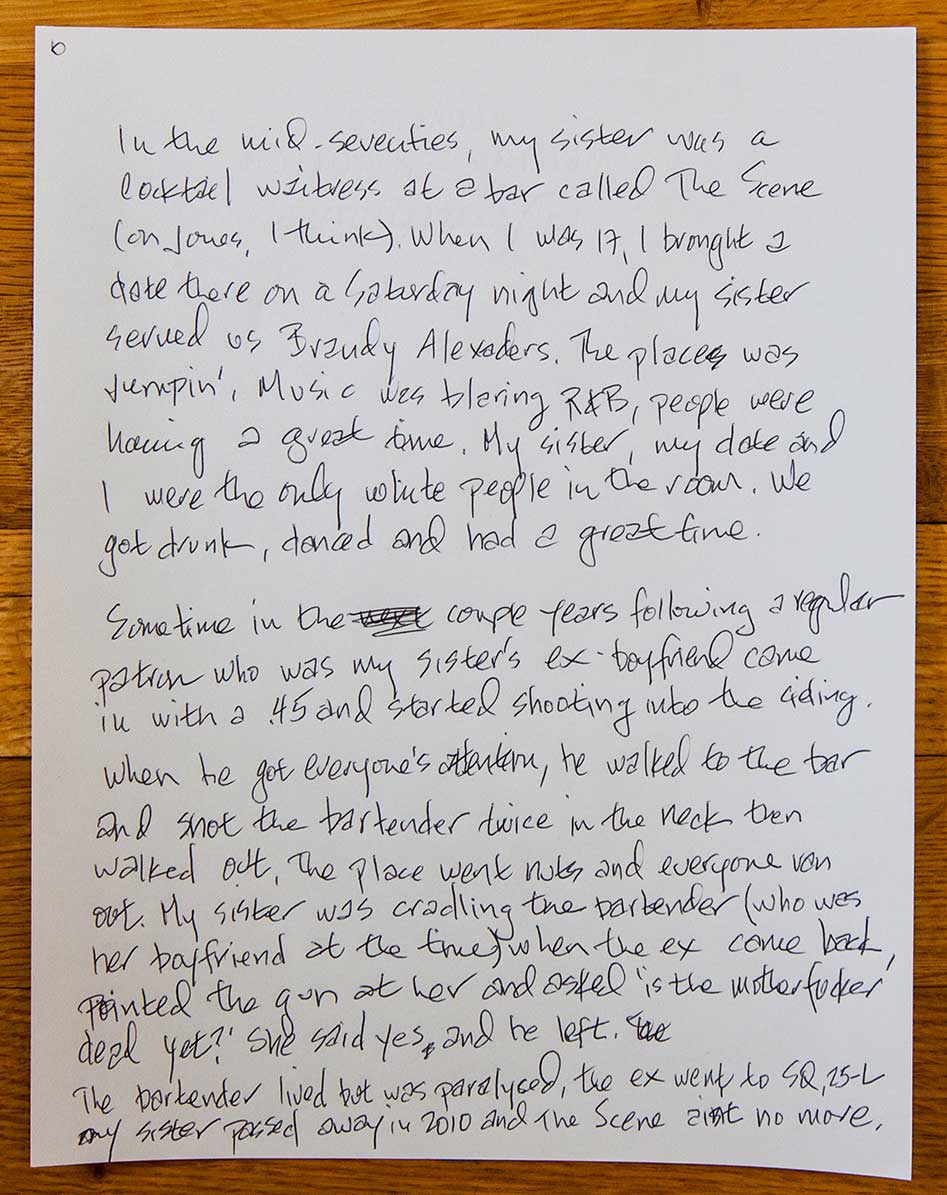 6
In the mid-seventies, my sister was a
cocktail waitress at a bar called The Scene
(on Jones, I think). When I was 17, I brought a
date there on a Saturday night and my sister
served us Brandy Alexaders. The places was
jumpin'. Music was blaring R&B, people were
having a great time. My sister, my date and
I were the only white people in the room. We
got drunk, danced and had a great time.
Sometime in the couple years following a regular
patron who was my sister's ex-boyfriend came
in with a .45 and started shooting into the ciding.
When he got everyone's attention, he walked to the bar
and shot the bartender twice in the neck then
walked out. The place went nuts and everyone ran
out. My sister was cradling the bartender (who was
her boyfriend at the time) when the ex come back,
pointed the gun at her and asked 'is the motherfucker
dead yet?' She said yes, and he left.
The bartender lived but was paralysed, the ex went to SQ, 25-L
my sister passed away in 2010 and The Scene aint no more.